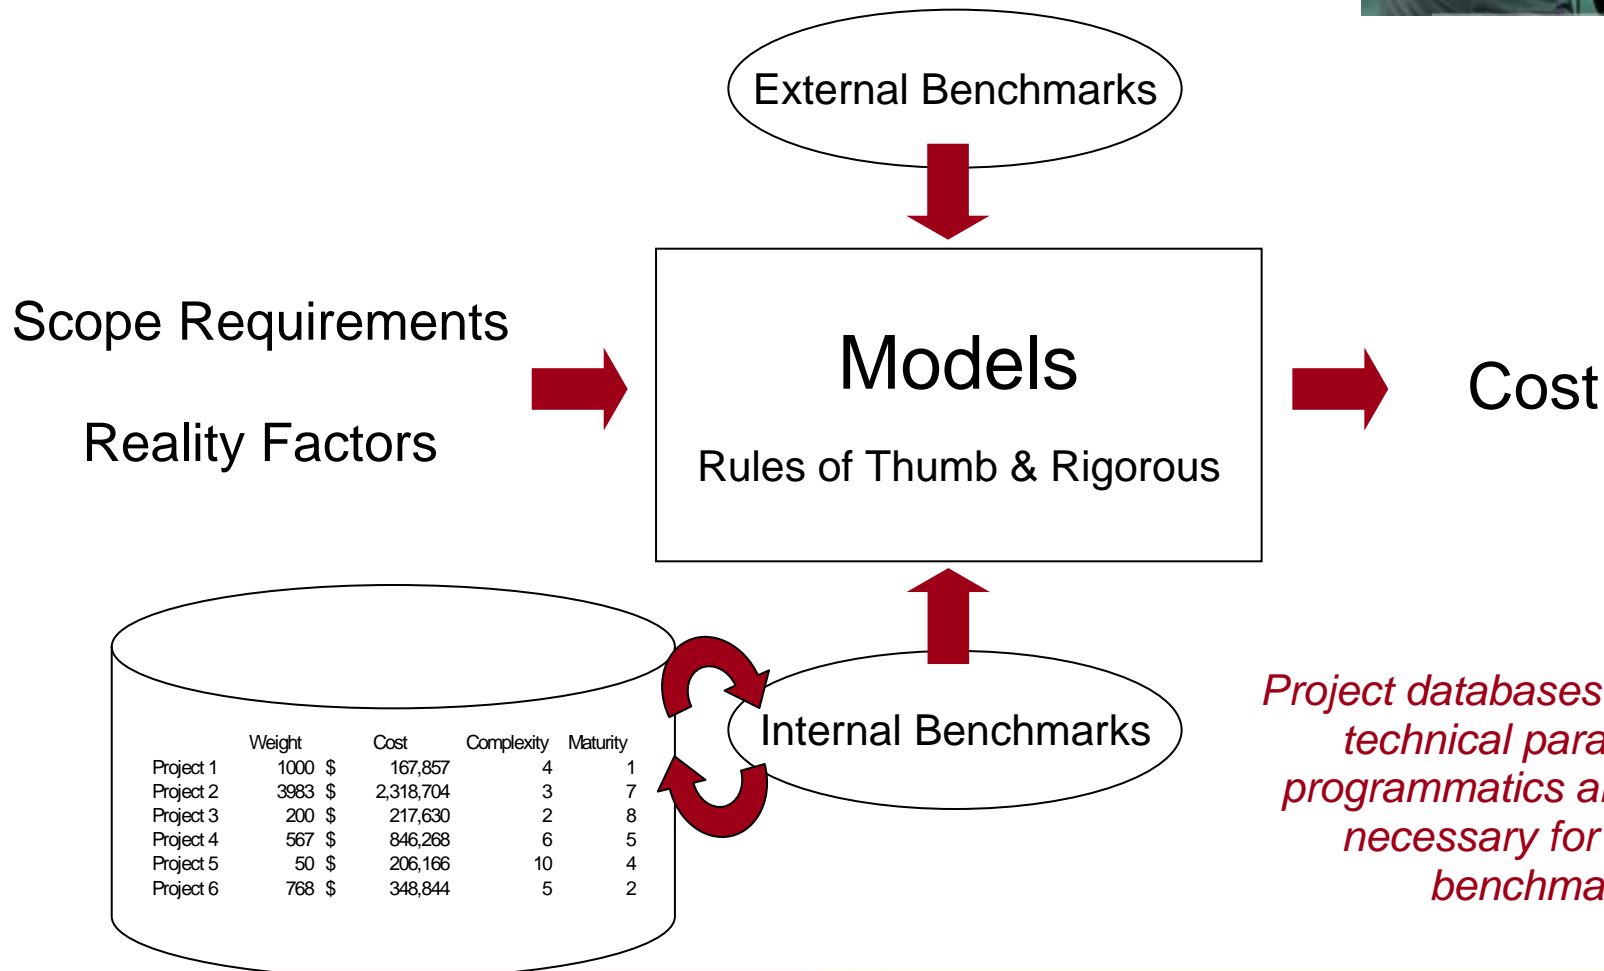 External Benchmarks
Scope Requirements
Reality Factors
Models
Rules of Thumb & Rigorous
Cost
Internal Benchmarks
Weight Cost Complexity Maturity
Project 1 1000 $ 167,857 4 1
Project 2 3983 $ 2,318,704 3 7
Project 3 200 $ 217,630 2 8
Project 4 567 $ 846,268 6 5
Project 5 50 $ 206,166 10 4
Project 6 768 $ 348,844 5 2
Project databases
technical para
programmatics a
necessary for
benchma